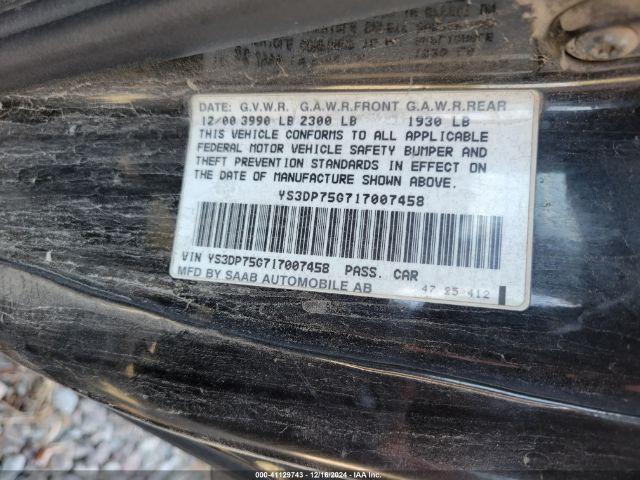 DATE: G.V.W.R. G.A.W.R.FRONT G.A.W.R.REAR
12/00 3990 LB 2300 LB 1930 LB
THIS VEHICLE CONFORMS TO ALL APPLICABLE
FEDERAL MOTOR VEHICLE SAFETY BUMPER AND
THEFT PREVENTION STANDARDS IN EFFECT ON
THE DATE OF MANUFACTURE SHOWN ABOVE.
YS3DP75G717007458
VIN YS3DP75G717007458 PASS. CAR
MFD BY SAAB AUTOMOBILE AB
47 25 412
000-41129743 - 12/16/2024 - IAA Inc.